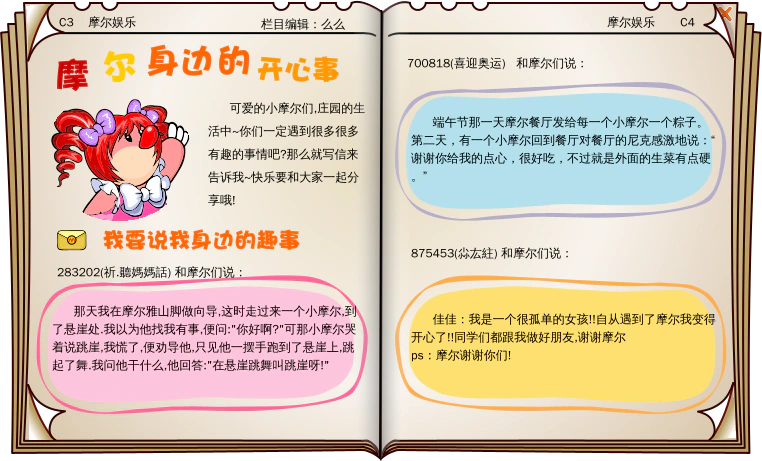 C3 摩尔娱乐
栏目编辑：么么
摩尔身边的开心事
可爱的小摩尔们,庄园的生
活中~你们一定遇到很多很多
有趣的事情吧?那么就写信来
告诉我~快乐要和大家一起分
享哦!
我要说我身边的趣事
283202(祈.聽媽媽話) 和摩尔们说：
那天我在摩尔雅山脚做向导,这时走过来一个小摩尔,到
了悬崖处.我以为他找我有事,便问:"你好啊?"可那小摩尔哭
着说跳崖,我慌了,便劝导他,只见他一摆手跑到了悬崖上,跳
起了舞.我问他干什么,他回答:"在悬崖跳舞叫跳崖呀!"
摩尔娱乐 C4
700818(喜迎奥运) 和摩尔们说：
端午节那一天摩尔餐厅发给每一个小摩尔一个粽子。
第二天，有一个小摩尔回到餐厅对餐厅的尼克感激地说：“
谢谢你给我的点心，很好吃，不过就是外面的生菜有点硬
。”
875453(尛厷紸) 和摩尔们说：
佳佳：我是一个很孤单的女孩!!自从遇到了摩尔我变得
开心了!!同学们都跟我做好朋友,谢谢摩尔
ps：摩尔谢谢你们!